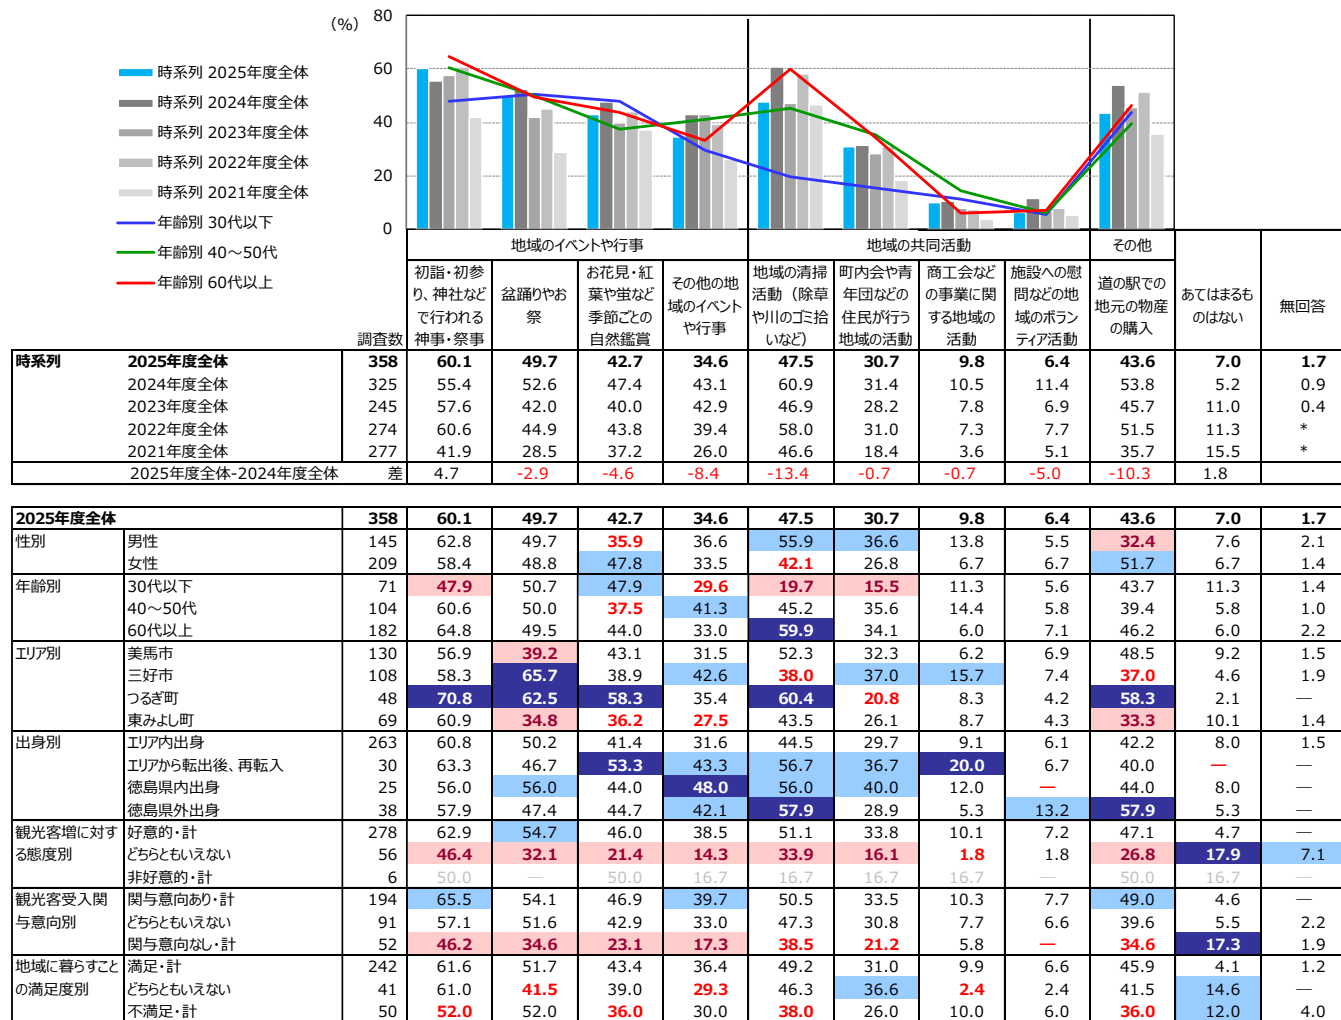 (%)
80
60
40
20
0
時系列 2025年度全体
時系列 2024年度全体
時系列 2023年度全体
時系列 2022年度全体
時系列 2021年度全体
年齢別 30代以下
年齢別 40～50代
年齢別 60代以上
地域のイベントや行事 地域の共同活動 その他
調査数
初詣・初参り、神社などで行われる神事・祭事
盆踊りやお祭
お花見・紅葉や蛍など季節ごとの自然鑑賞
その他の地域のイベントや行事
地域の清掃活動（除草や川のゴミ拾いなど）
町内会や青年団などの住民が行う地域の活動
商工会などの事業に関する地域の活動
施設への慰問などの地域のボランティア活動
道の駅での地元の物産の購入
あてはまるものはない
無回答
時系列 2025年度全体 358 60.1 49.7 42.7 34.6 47.5 30.7 9.8 6.4 43.6 7.0 1.7
2024年度全体 325 55.4 52.6 47.4 43.1 60.9 31.4 10.5 11.4 53.8 5.2 0.9
2023年度全体 245 57.6 42.0 40.0 42.9 46.9 28.2 7.8 6.9 45.7 11.0 0.4
2022年度全体 274 60.6 44.9 43.8 39.4 58.0 31.0 7.3 7.7 51.5 11.3 *
2021年度全体 277 41.9 28.5 37.2 26.0 46.6 18.4 3.6 5.1 35.7 15.5 *
2025年度全体-2024年度全体 差 4.7 -2.9 -4.6 -8.4 -13.4 -0.7 -0.7 -5.0 -10.3 1.8
2025年度全体 358 60.1 49.7 42.7 34.6 47.5 30.7 9.8 6.4 43.6 7.0 1.7
性別 男性 145 62.8 49.7 35.9 36.6 55.9 36.6 13.8 5.5 32.4 7.6 2.1
女性 209 58.4 48.8 47.8 33.5 42.1 26.8 6.7 6.7 51.7 6.7 1.4
年齢別 30代以下 71 47.9 50.7 47.9 29.6 19.7 15.5 11.3 5.6 43.7 11.3 1.4
40～50代 104 60.6 50.0 37.5 41.3 45.2 35.6 14.4 5.8 39.4 5.8 1.0
60代以上 182 64.8 49.5 44.0 33.0 59.9 34.1 6.0 7.1 46.2 6.0 2.2
エリア別 美馬市 130 56.9 39.2 43.1 31.5 52.3 32.3 6.2 6.9 48.5 9.2 1.5
三好市 108 58.3 65.7 38.9 42.6 38.0 37.0 15.7 7.4 37.0 4.6 1.9
つるぎ町 48 70.8 62.5 58.3 35.4 60.4 20.8 8.3 4.2 58.3 2.1 —
東みよし町 69 60.9 34.8 36.2 27.5 43.5 26.1 8.7 4.3 33.3 10.1 1.4
出身別 エリア内出身 263 60.8 50.2 41.4 31.6 44.5 29.7 9.1 6.1 42.2 8.0 1.5
エリアから転出後、再転入 30 63.3 46.7 53.3 43.3 56.7 36.7 20.0 6.7 40.0 — —
徳島県内出身 25 56.0 56.0 44.0 48.0 56.0 40.0 12.0 — 44.0 8.0 —
徳島県外出身 38 57.9 47.4 44.7 42.1 57.9 28.9 5.3 13.2 57.9 5.3 —
観光客増に対す 好意的・計 278 62.9 54.7 46.0 38.5 51.1 33.8 10.1 7.2 47.1 4.7 —
る態度別 どちらともいえない 56 46.4 32.1 21.4 14.3 33.9 16.1 1.8 1.8 26.8 17.9 7.1
非好意的・計 6 50.0 — 50.0 16.7 16.7 16.7 16.7 — 50.0 16.7 —
観光客受入関 関与意向あり・計 194 65.5 54.1 46.9 39.7 50.5 33.5 10.3 7.7 49.0 4.6 —
与意向別 どちらともいえない 91 57.1 51.6 42.9 33.0 47.3 30.8 7.7 6.6 39.6 5.5 2.2
関与意向なし・計 52 46.2 34.6 23.1 17.3 38.5 21.2 5.8 — 34.6 17.3 1.9
地域に暮らすこと 満足・計 242 61.6 51.7 43.4 36.4 49.2 31.0 9.9 6.6 45.9 4.1 1.2
の満足度別 どちらともいえない 41 61.0 41.5 39.0 29.3 46.3 36.6 2.4 2.4 41.5 14.6 —
不満足・計 50 52.0 52.0 36.0 30.0 38.0 26.0 10.0 6.0 36.0 12.0 4.0